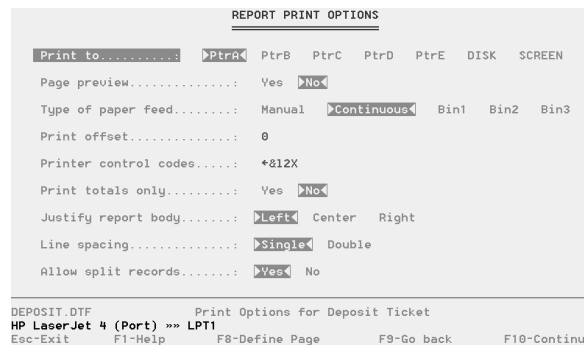 REPORT PRINT OPTIONS
Print to..........: ►PtrA◄ PtrB PtrC PtrD PtrE DISK SCREEN
Page preview..............: Yes ►No◄
Type of paper feed........: Manual ►Continuous◄ Bin1 Bin2 Bin3
Print offset..............: 0
Printer control codes.....: ←&l2X
Print totals only.........: Yes ►No◄
Justify report body.......: ►Left◄ Center Right
Line spacing..............: ►Single◄ Double
Allow split records.......: ►Yes◄ No
DEPOSIT.DTF Print Options for Deposit Ticket
HP LaserJet 4 (Port) »» LPT1
Esc-Exit F1-Help F8-Define Page F9-Go back F10-Continu